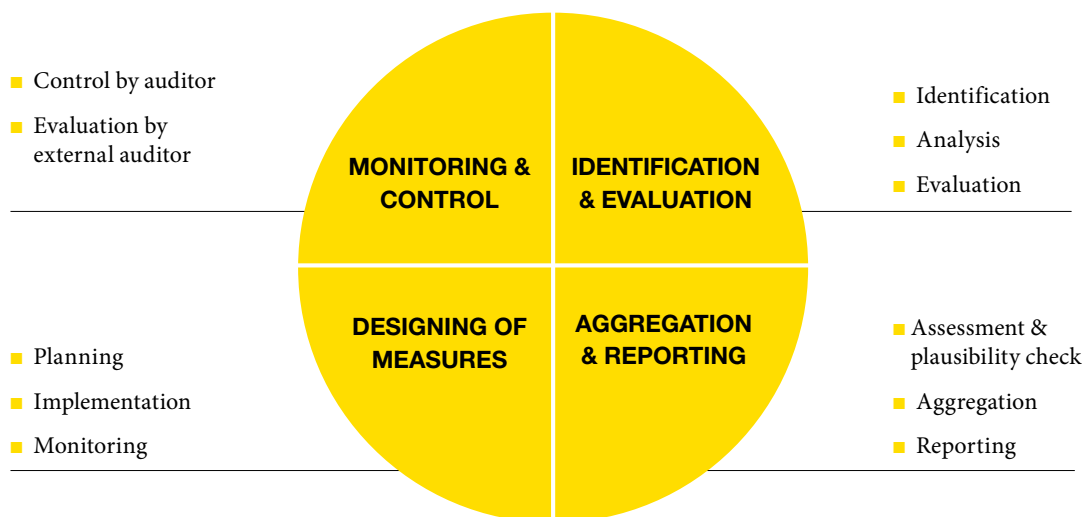 Control by auditor
Evaluation by
external auditor
MONITORING &
CONTROL
IDENTIFICATION
& EVALUATION
Identification
Analysis
Evaluation
Planning
Implementation
Monitoring
DESIGNING OF
MEASURES
AGGREGATION
& REPORTING
Assessment &
plausibility check
Aggregation
Reporting